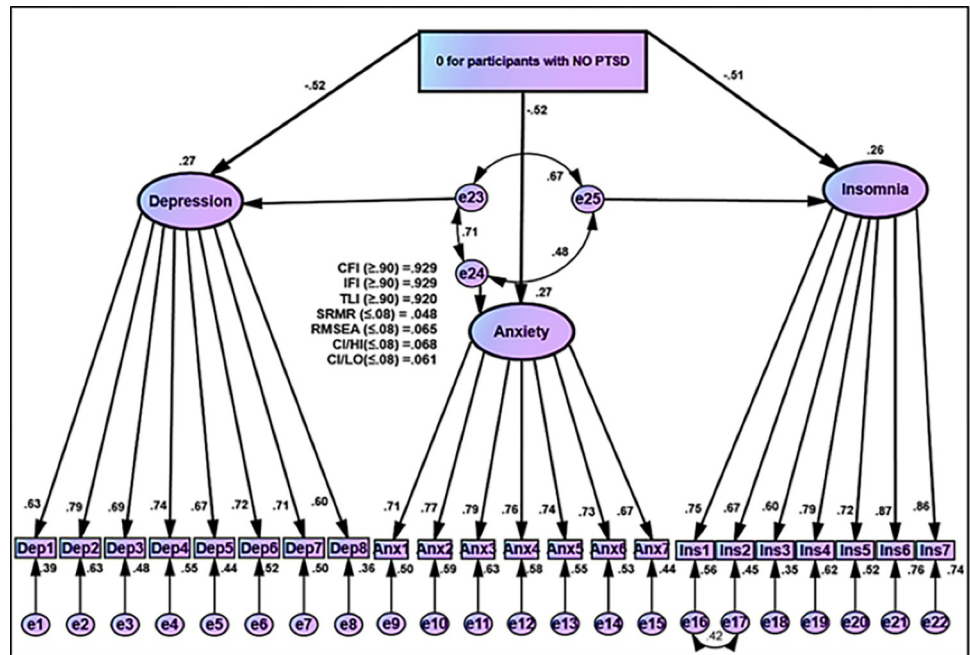 0 for participants with NO PTSD
-.52
-.52
-.51
.27
.26
Depression
e23
.67
e25
Insomnia
.71
.48
e24
CFI (≥.90) =.929
IFI (≥.90) =.929
TLI (≥.90) =.920
SRMR (≤.08) = .048
RMSEA (≤.08) =.065
CI/HI(≤.08) =.068
CI/LO(≤.08) =.061
.27
Anxiety
.63 .79 .69 .74 .67 .72 .71 .60 .71 .77 .79 .76 .74 .73 .67 .75 .67 .60 .79 .72 .87 .86
Dep1 Dep2 Dep3 Dep4 Dep5 Dep6 Dep7 Dep8 Anx1 Anx2 Anx3 Anx4 Anx5 Anx6 Anx7 Ins1 Ins2 Ins3 Ins4 Ins5 Ins6 Ins7
.39 .63 .48 .55 .44 .52 .50 .36 .50 .59 .63 .58 .55 .53 .44 .56 .45 .35 .62 .52 .76 .74
e1 e2 e3 e4 e5 e6 e7 e8 e9 e10 e11 e12 e13 e14 e15 e16 e17 e18 e19 e20 e21 e22
.42